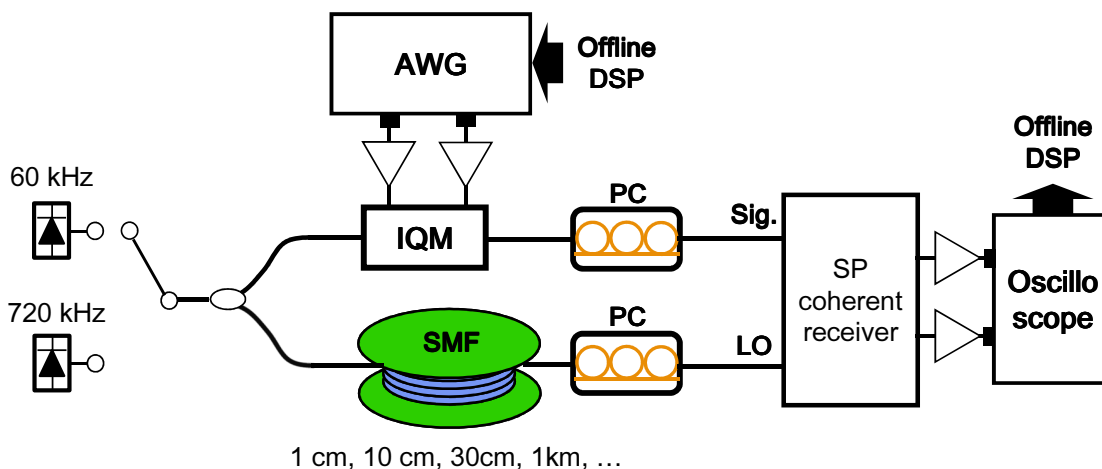 AWG
Offline
DSP
Offline
DSP
60 kHz
PC
Sig.
IQM
SP
coherent
receiver
Oscillo
scope
720 kHz
SMF
PC
LO
1 cm, 10 cm, 30cm, 1km, …